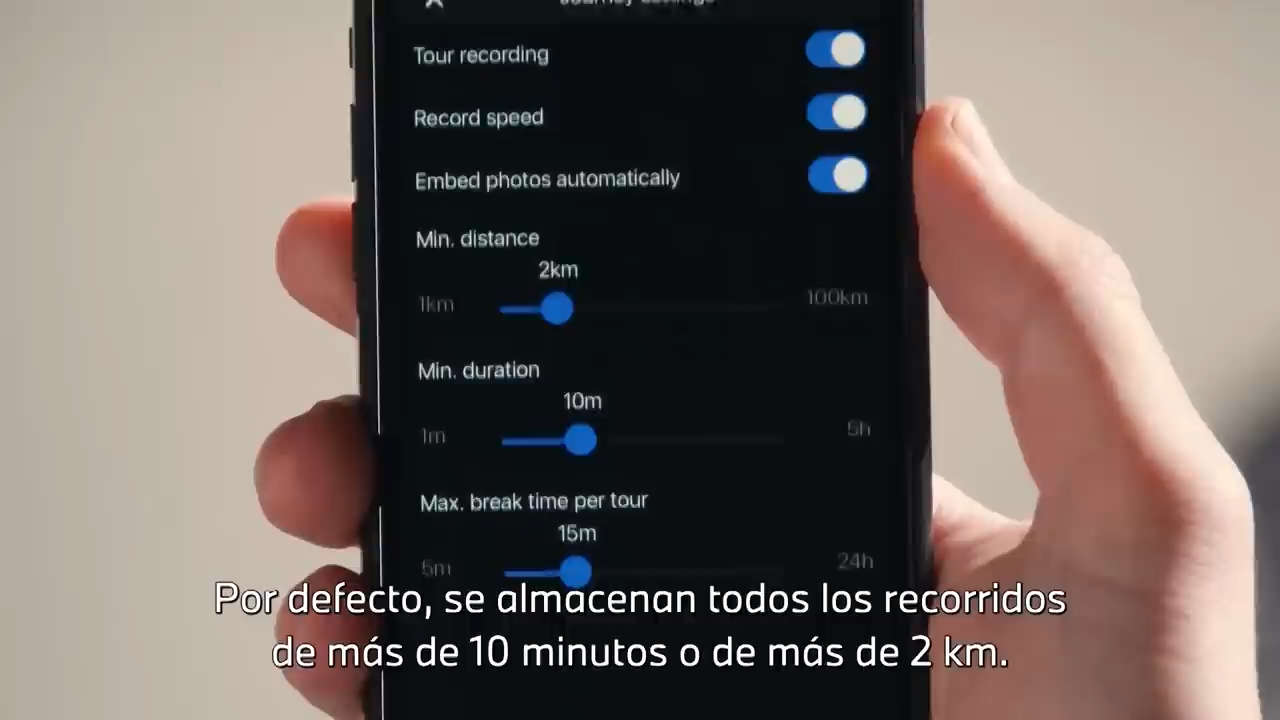 Tour recording
Record speed
Embed photos automatically
Min. distance
2km
1km 100km
Min. duration
10m
1m 5h
Max. break time per tour
15m
5m 24h
Por defecto, se almacenan todos los recorridos
de más de 10 minutos o de más de 2 km.